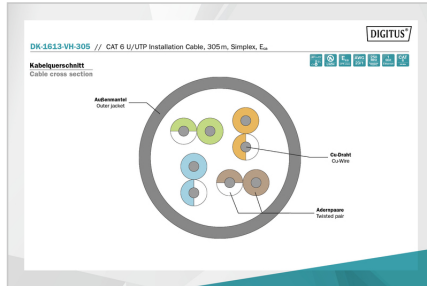 DIGITUS®
DK-1613-VH-305 // CAT 6 U/UTP Installation Cable, 305 m, Simplex, Eca
Kabelquerschnitt
Cable cross section
Außenmantel
Outer jacket
Cu-Draht
Cu-Wire
Adernpaare
Twisted pair